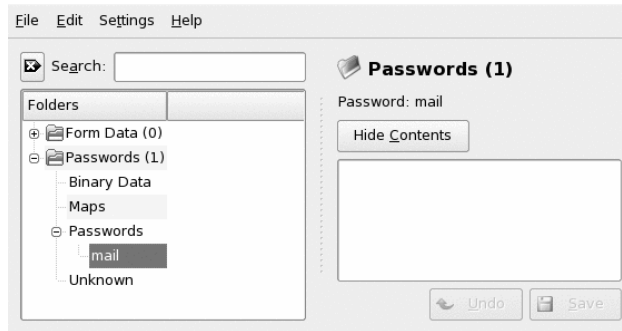 File Edit Settings Help
Search:
Folders
Form Data (0)
Passwords (1)
Binary Data
Maps
Passwords
mail
Unknown
Passwords (1)
Password: mail
Hide Contents
Undo Save